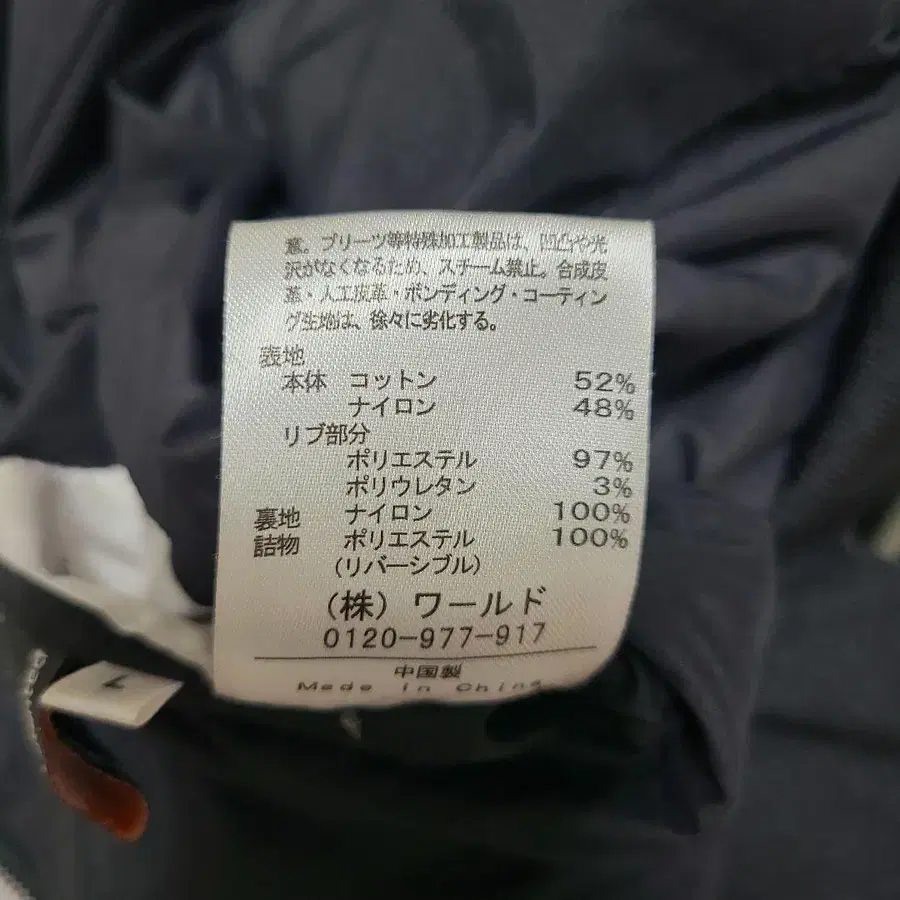 意。プリーツ等特殊加工製品は、凹凸や光
沢がなくなるため、スチーム禁止。合成皮
革・人工皮革・ボンディング・コーティン
グ生地は、徐々に劣化する。
表地
本体 コットン 52%
ナイロン 48%
リブ部分
ポリエステル 97%
ポリウレタン 3%
裏地 ナイロン 100%
詰物 ポリエステル 100%
(リバーシブル)
(株) ワールド
0120-977-917
中国製
Made in China
L